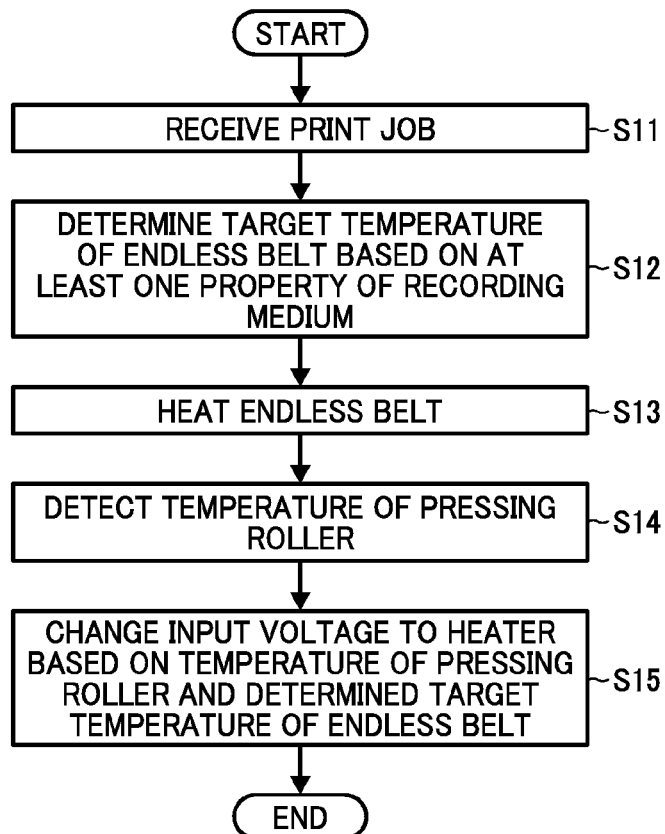 START
RECEIVE PRINT JOB
~S11
DETERMINE TARGET TEMPERATURE
OF ENDLESS BELT BASED ON AT
LEAST ONE PROPERTY OF RECORDING
MEDIUM
~S12
HEAT ENDLESS BELT
~S13
DETECT TEMPERATURE OF PRESSING
ROLLER
~S14
CHANGE INPUT VOLTAGE TO HEATER
BASED ON TEMPERATURE OF PRESSING
ROLLER AND DETERMINED TARGET
TEMPERATURE OF ENDLESS BELT
~S15
END